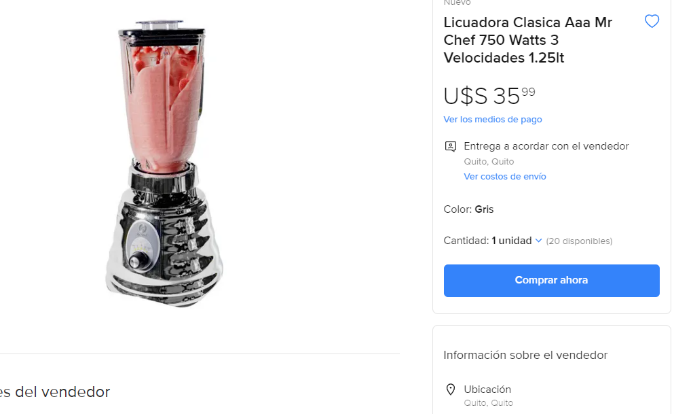 Nuevo
Licuadora Clasica Aaa Mr
Chef 750 Watts 3
Velocidades 1.25lt
U$S 35⁹⁹
Ver los medios de pago
Entrega a acordar con el vendedor
Quito, Quito
Ver costos de envío
Color: Gris
Cantidad: 1 unidad (20 disponibles)
Comprar ahora
Información sobre el vendedor
es del vendedor
Ubicación
Quito, Quito